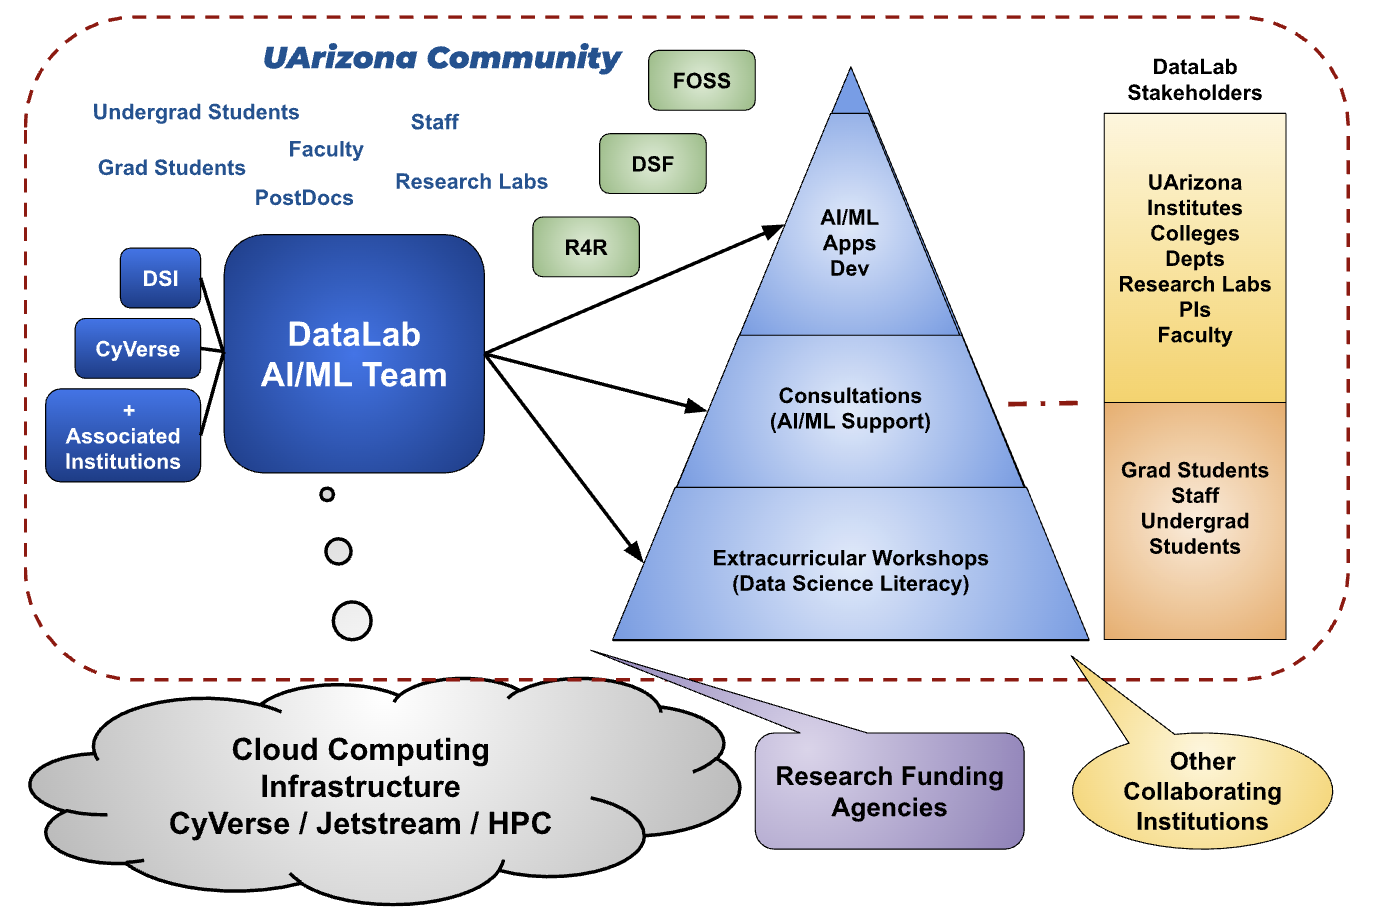 UArizona Community
Undergrad Students
Staff
Faculty
Grad Students
Research Labs
PostDocs
FOSS
DSF
R4R
DSI
CyVerse
+
Associated
Institutions
DataLab
AI/ML Team
AI/ML
Apps
Dev
Consultations
(AI/ML Support)
Extracurricular Workshops
(Data Science Literacy)
DataLab
Stakeholders
UArizona
Institutes
Colleges
Depts
Research Labs
PIs
Faculty
Grad Students
Staff
Undergrad
Students
Cloud Computing
Infrastructure
CyVerse / Jetstream / HPC
Research Funding
Agencies
Other
Collaborating
Institutions